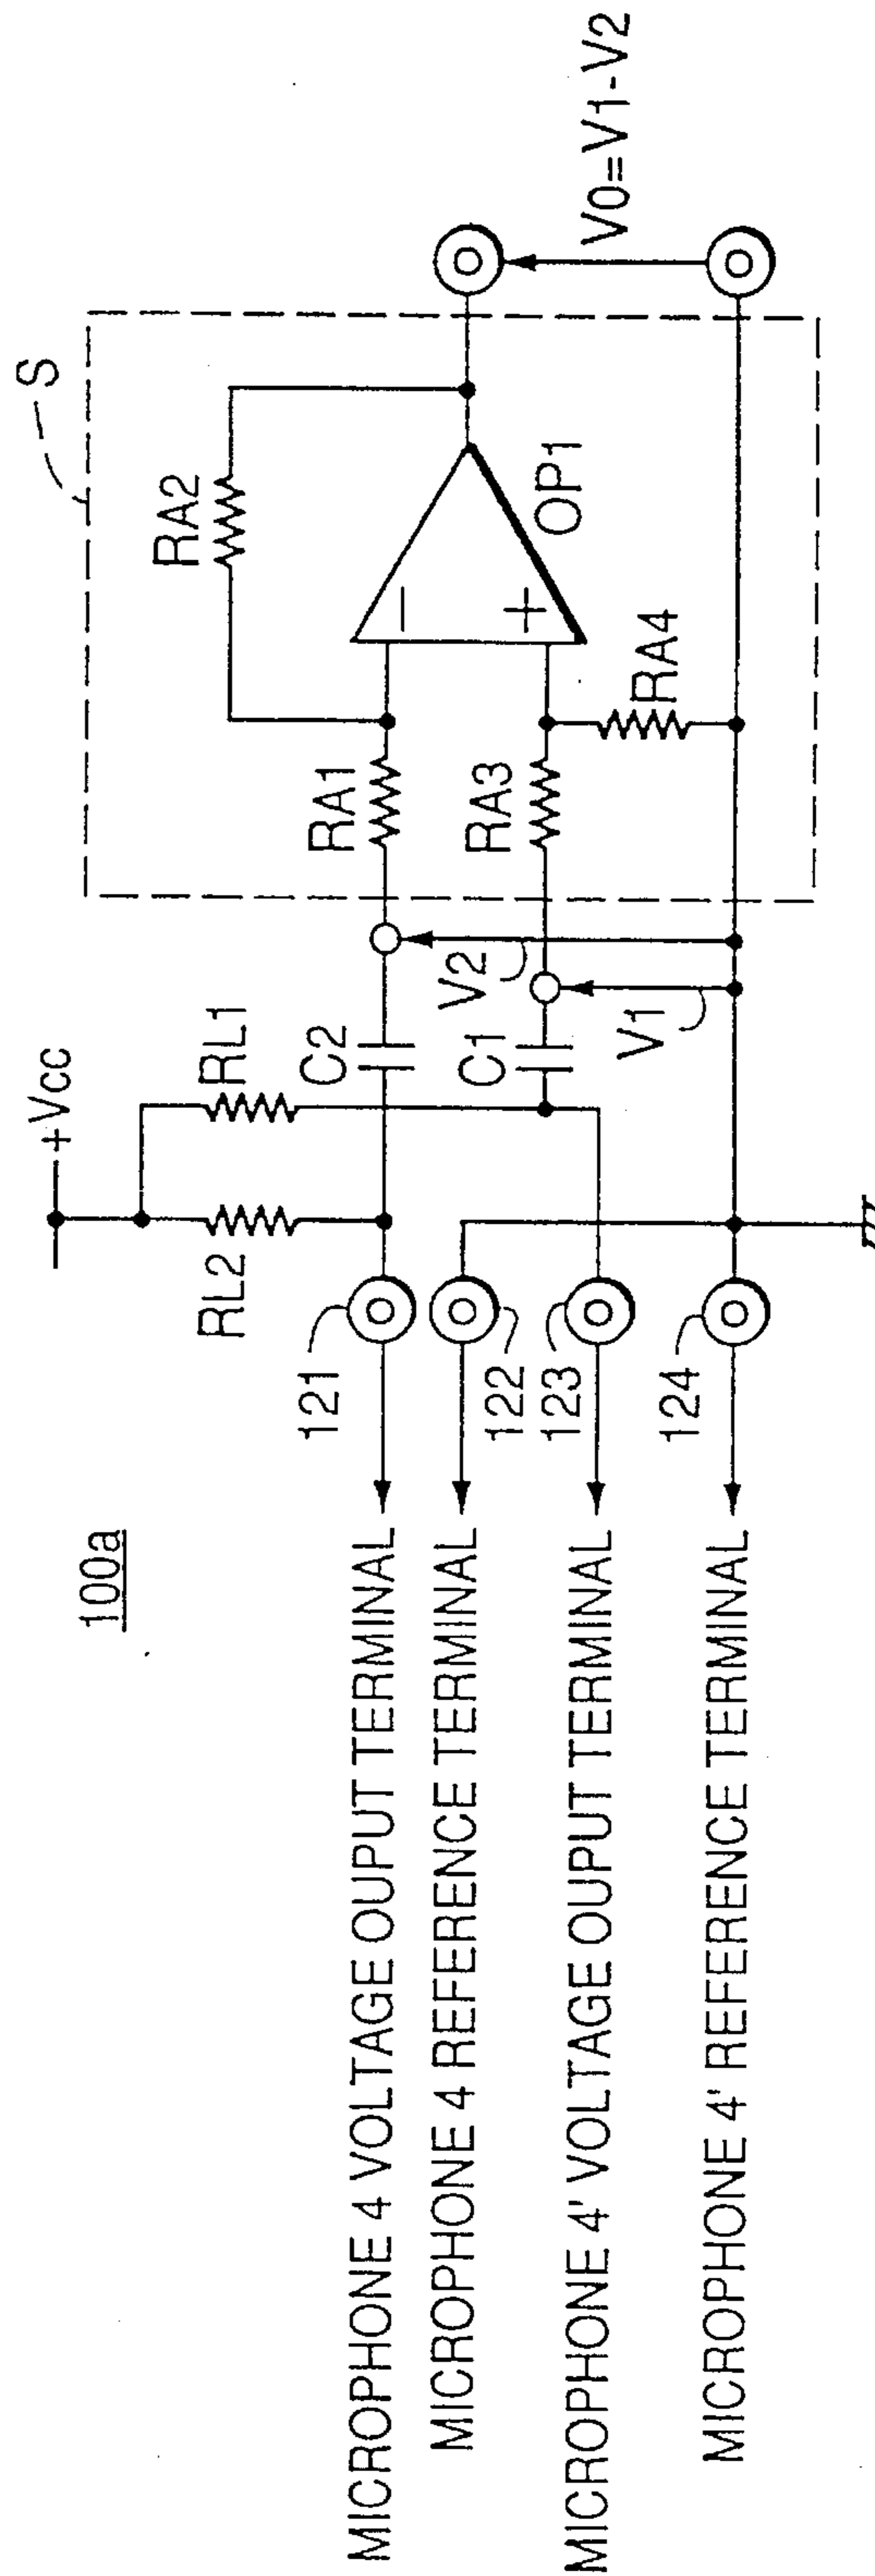 100a
+Vcc
RL2
RL1
C2
C1
V2
V1
S
RA1
RA2
RA3
RA4
−
+
OP1
V0=V1-V2
121
122
123
124
MICROPHONE 4 VOLTAGE OUPUT TERMINAL
MICROPHONE 4 REFERENCE TERMINAL
MICROPHONE 4' VOLTAGE OUPUT TERMINAL
MICROPHONE 4' REFERENCE TERMINAL